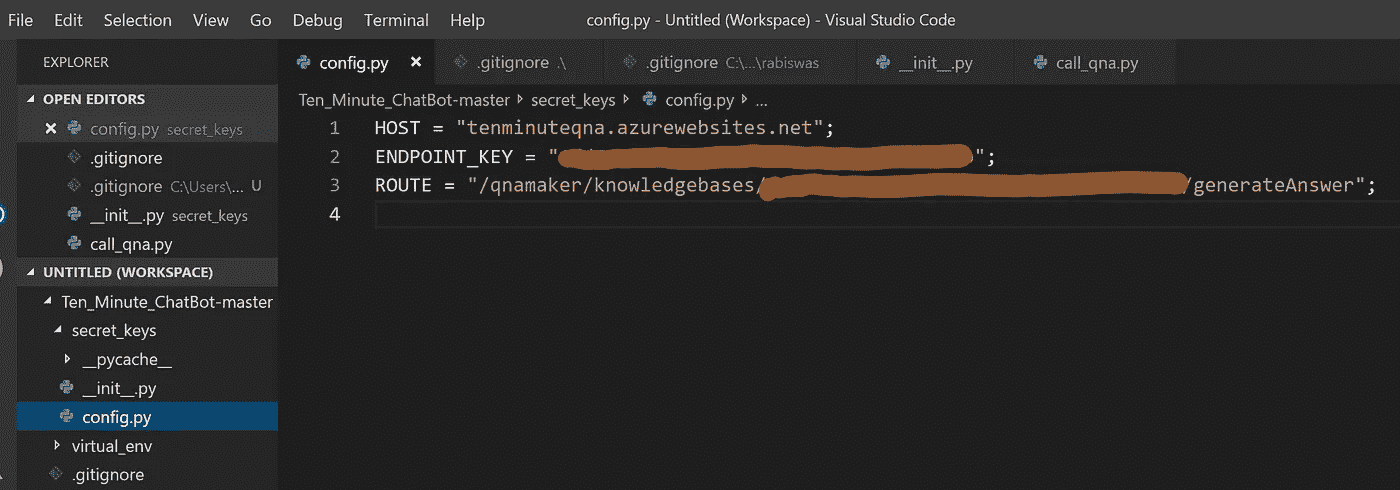 File Edit Selection View Go Debug Terminal Help config.py - Untitled (Workspace) - Visual Studio Code
EXPLORER
OPEN EDITORS
config.py secret_keys
.gitignore
.gitignore C:\Users\... U
__init__.py secret_keys
call_qna.py
UNTITLED (WORKSPACE)
Ten_Minute_ChatBot-master
secret_keys
__pycache__
__init__.py
config.py
virtual_env
.gitignore
config.py .gitignore .\ .gitignore C:\...\rabiswas __init__.py call_qna.py
Ten_Minute_ChatBot-master secret_keys config.py ...
1 HOST = "tenminuteqna.azurewebsites.net";
2 ENDPOINT_KEY = " ";
3 ROUTE = "/qnamaker/knowledgebases/ /generateAnswer";
4